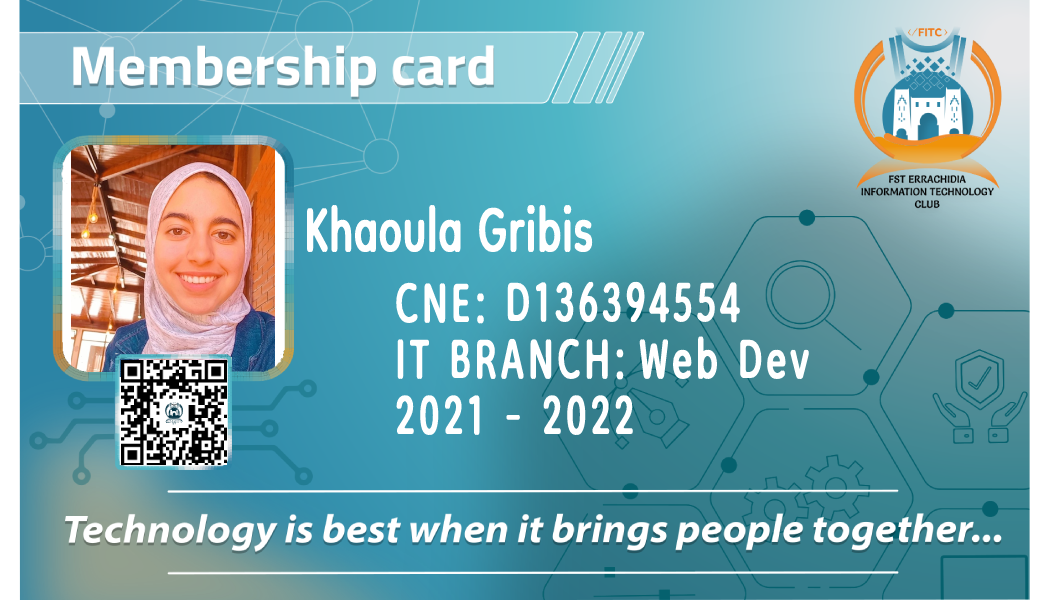 Membership card
</FITC>
FST ERRACHIDIA
INFORMATION TECHNOLOGY
CLUB
Khaoula Gribis
CNE: D136394554
IT BRANCH: Web Dev
2021 - 2022
Technology is best when it brings people together...